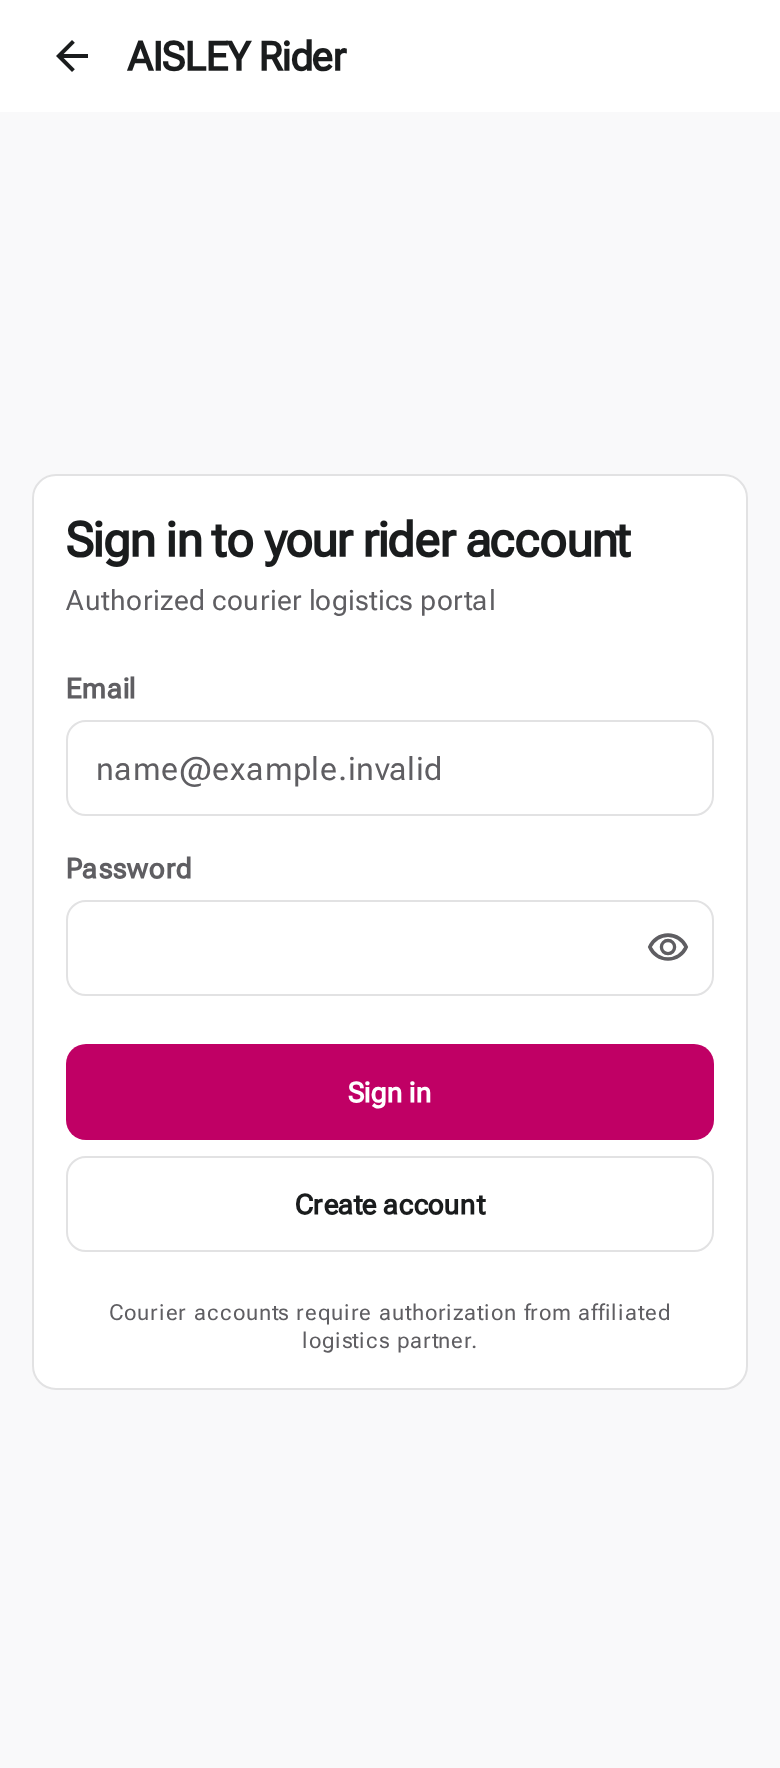 AISLEY Rider
Sign in to your rider account
Authorized courier logistics portal
Email
name@example.invalid
Password
Sign in
Create account
Courier accounts require authorization from affiliated
logistics partner.